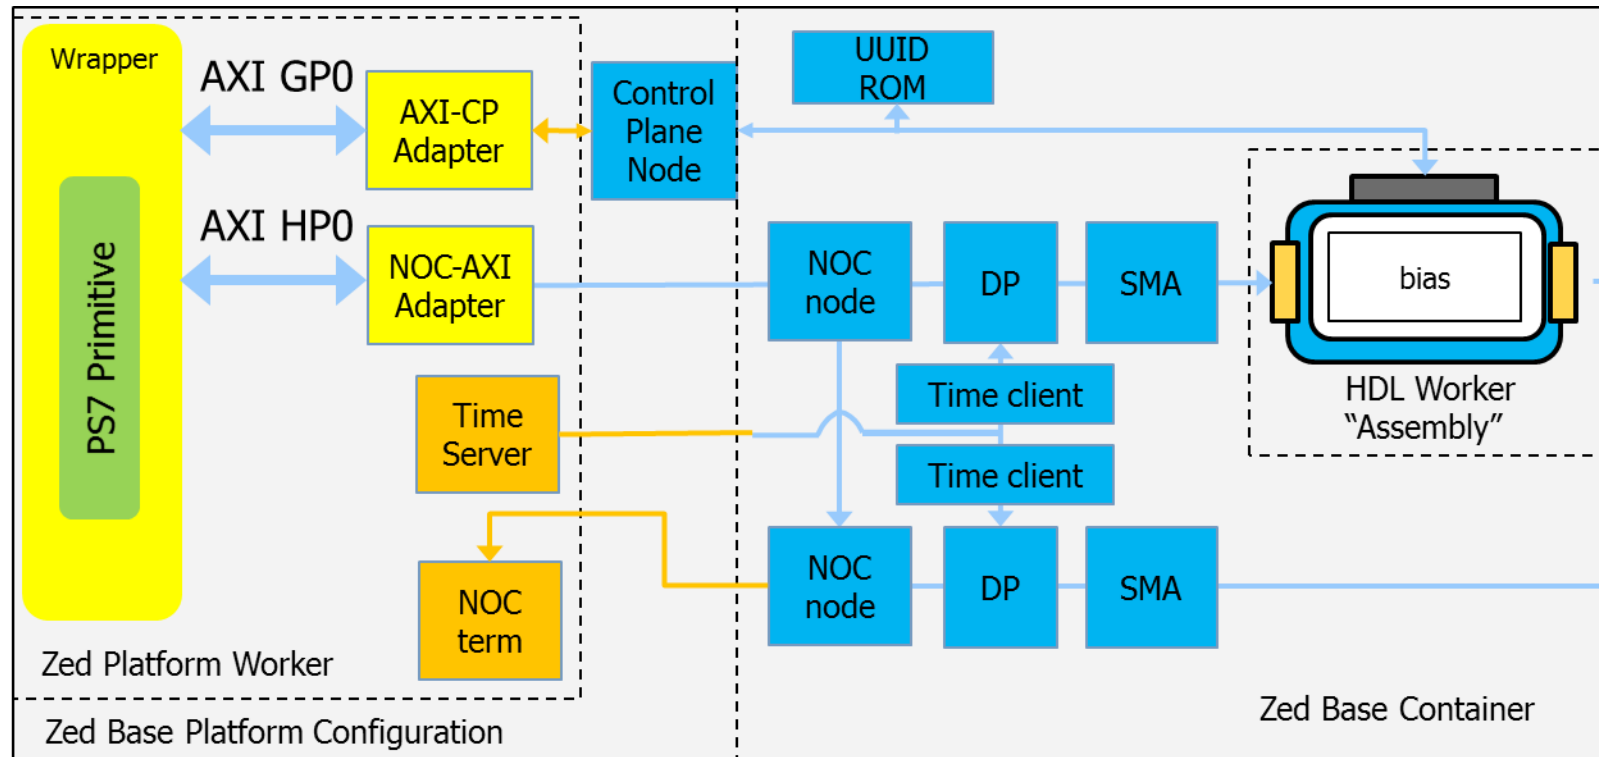 Wrapper
AXI GP0
AXI-CP
Adapter
Control
Plane
Node
UUID
ROM
AXI HP0
NOC-AXI
Adapter
PS7 Primitive
NOC
node
DP
SMA
bias
HDL Worker
“Assembly”
Time client
Time
Server
Time client
NOC
term
NOC
node
DP
SMA
Zed Platform Worker
Zed Base Platform Configuration
Zed Base Container